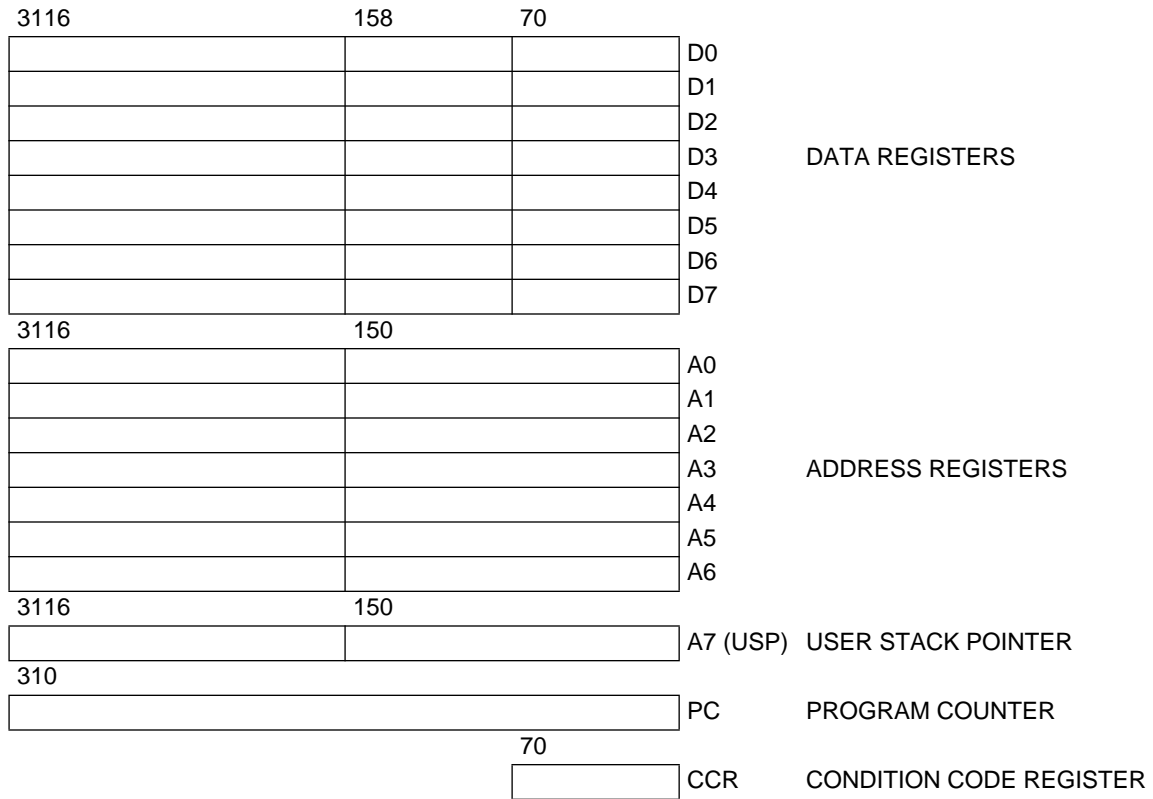 3116 158 70
D0
D1
D2
D3 DATA REGISTERS
D4
D5
D6
D7
3116 150
A0
A1
A2
A3 ADDRESS REGISTERS
A4
A5
A6
3116 150
A7 (USP) USER STACK POINTER
310
PC PROGRAM COUNTER
70
CCR CONDITION CODE REGISTER